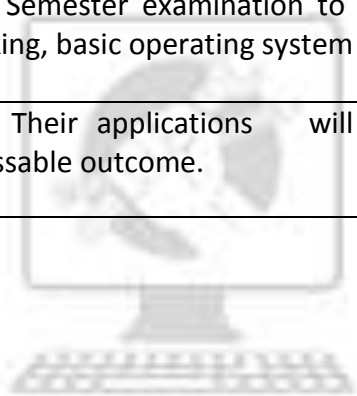 Semester examination to
ing, basic operating system
Their applications will
ssable outcome.